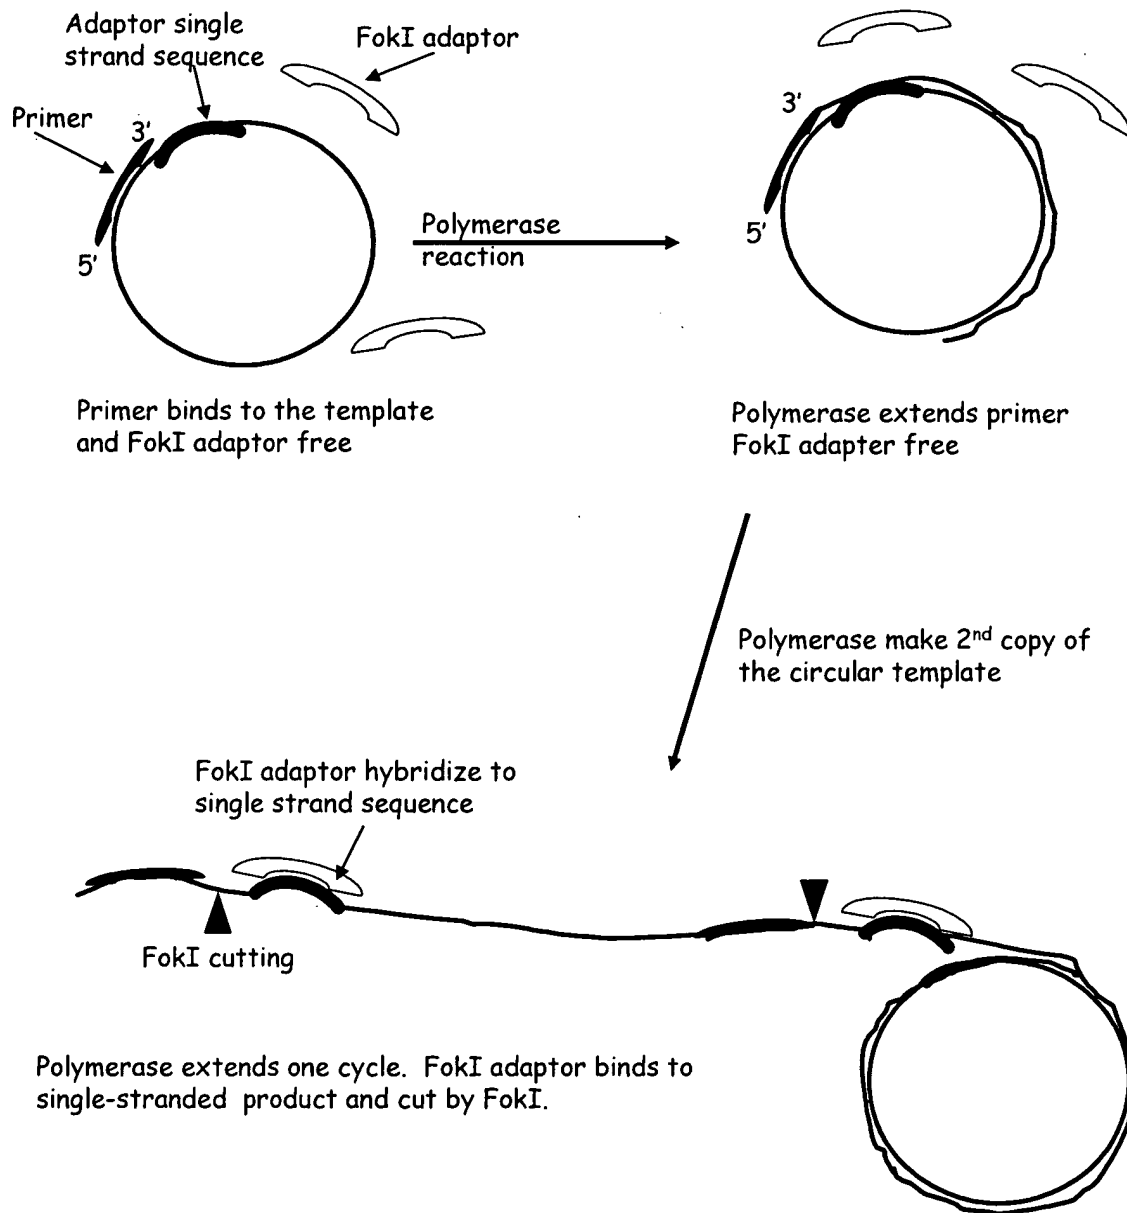 Adaptor single
strand sequence
FokI adaptor
Primer
3'
5'
Polymerase
reaction
3'
5'
Primer binds to the template
and FokI adaptor free
Polymerase extends primer
FokI adapter free
Polymerase make 2nd copy of
the circular template
FokI adaptor hybridize to
single strand sequence
FokI cutting
Polymerase extends one cycle. FokI adaptor binds to
single-stranded product and cut by FokI.